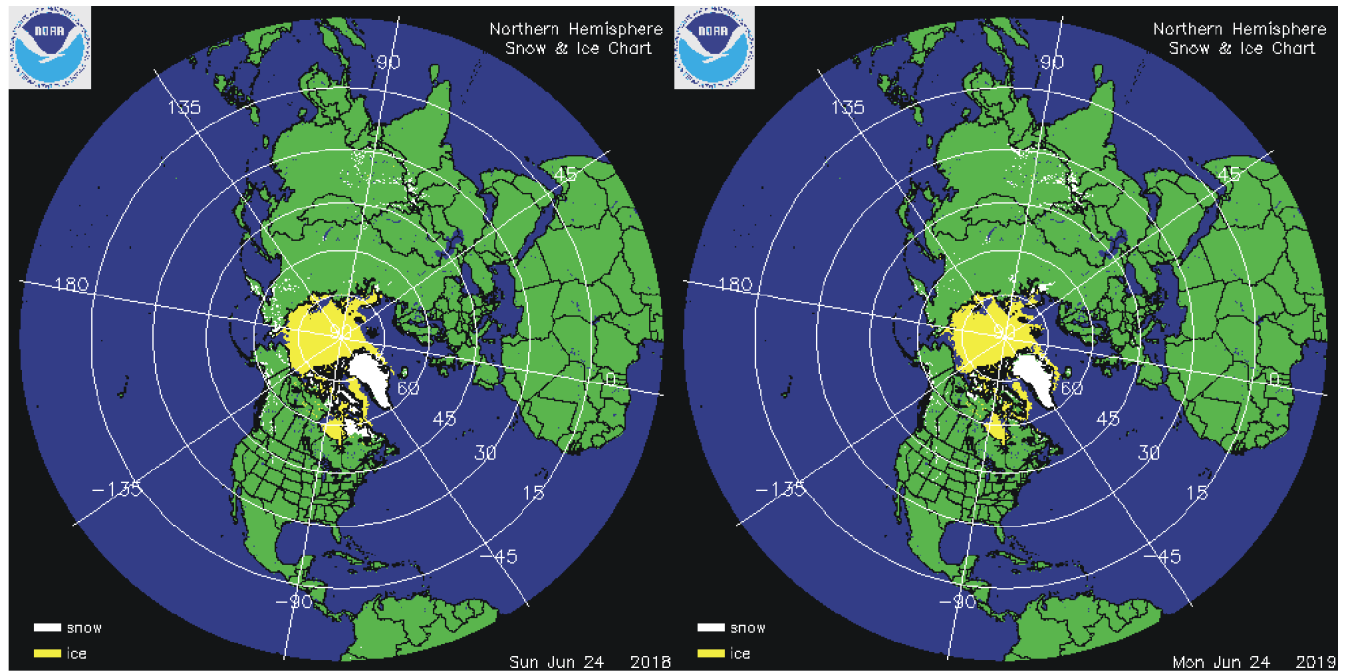 NOAA
Northern Hemisphere
Snow & Ice Chart
90
135
45
180
90
0
60
45
30
15
-135
-45
-90
snow
ice
Sun Jun 24 2018
NOAA
Northern Hemisphere
Snow & Ice Chart
90
135
45
180
90
0
60
45
30
15
-135
-45
-90
snow
ice
Mon Jun 24 2019